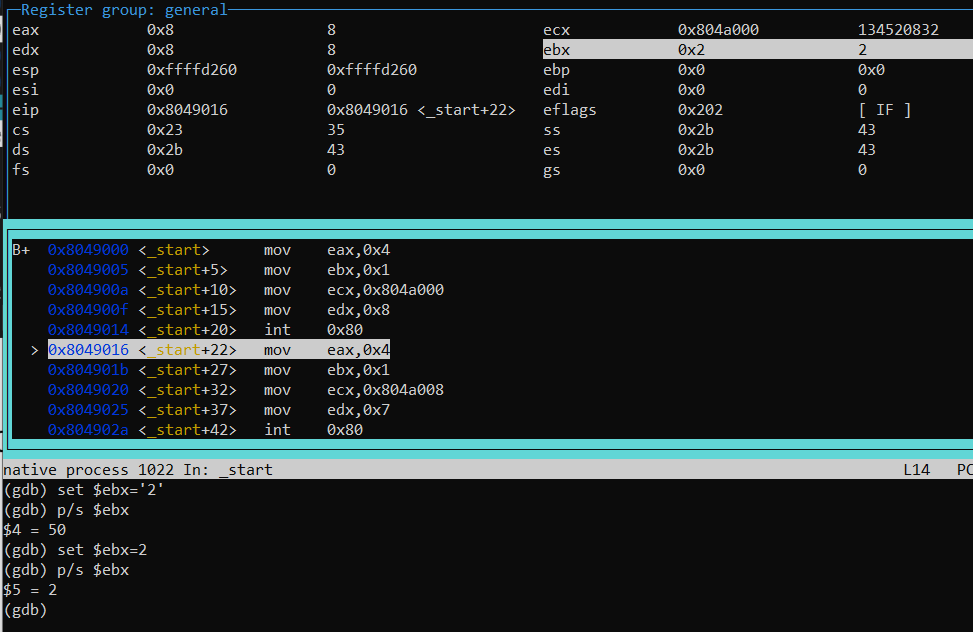 Register group: general
eax 0x8 8 ecx 0x804a000 134520832
edx 0x8 8 ebx 0x2 2
esp 0xffffd260 0xffffd260 ebp 0x0 0x0
esi 0x0 0 edi 0x0 0
eip 0x8049016 0x8049016 <_start+22> eflags 0x202 [ IF ]
cs 0x23 35 ss 0x2b 43
ds 0x2b 43 es 0x2b 43
fs 0x0 0 gs 0x0 0
B+ 0x8049000 <_start> mov eax,0x4
0x8049005 <_start+5> mov ebx,0x1
0x804900a <_start+10> mov ecx,0x804a000
0x804900f <_start+15> mov edx,0x8
0x8049014 <_start+20> int 0x80
> 0x8049016 <_start+22> mov eax,0x4
0x804901b <_start+27> mov ebx,0x1
0x8049020 <_start+32> mov ecx,0x804a008
0x8049025 <_start+37> mov edx,0x7
0x804902a <_start+42> int 0x80
native process 1022 In: _start L14 PC
(gdb) set $ebx='2'
(gdb) p/s $ebx
$4 = 50
(gdb) set $ebx=2
(gdb) p/s $ebx
$5 = 2
(gdb)